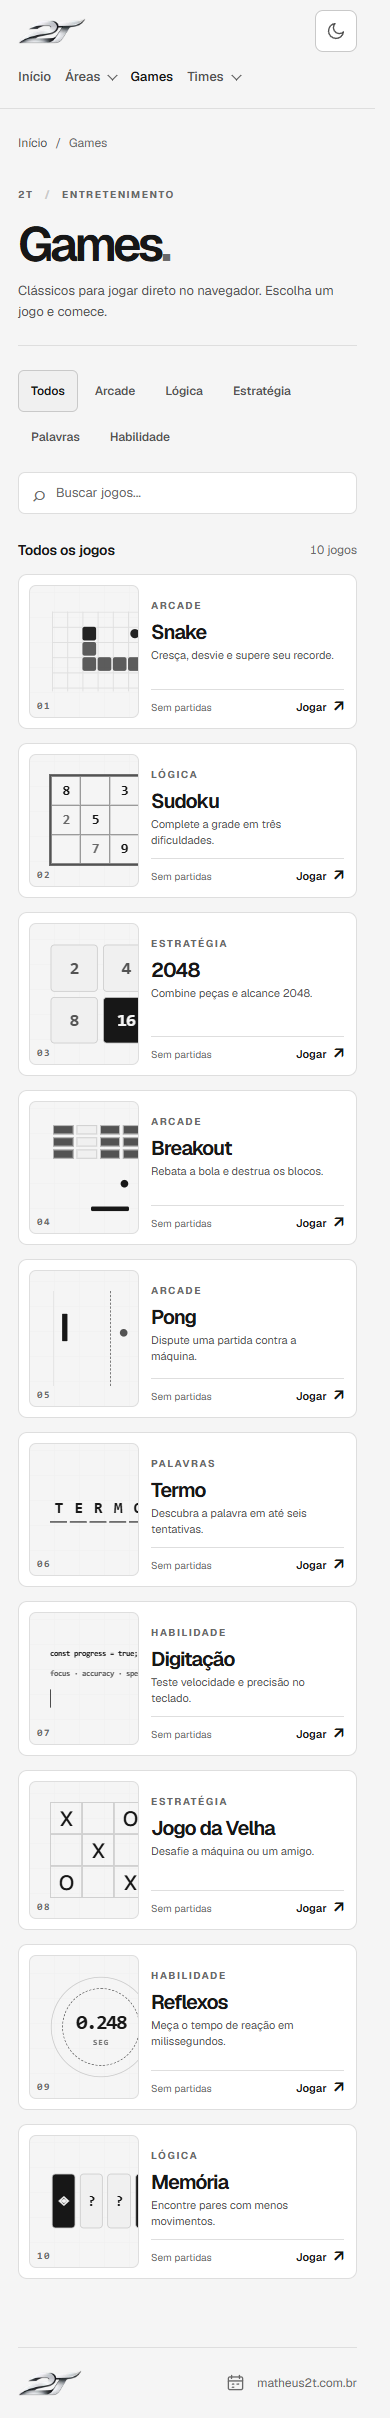 2T
Início Áreas Games Times
Início / Games
2T / ENTRETENIMENTO
Games.
Clássicos para jogar direto no navegador. Escolha um
jogo e comece.
Todos Arcade Lógica Estratégia
Palavras Habilidade
Buscar jogos...
Todos os jogos 10 jogos
01
ARCADE
Snake
Cresça, desvie e supere seu recorde.
Sem partidas Jogar
8 3
2 5
7 9
02
LÓGICA
Sudoku
Complete a grade em três
dificuldades.
Sem partidas Jogar
2 4
8 16
03
ESTRATÉGIA
2048
Combine peças e alcance 2048.
Sem partidas Jogar
04
ARCADE
Breakout
Rebata a bola e destrua os blocos.
Sem partidas Jogar
05
ARCADE
Pong
Dispute uma partida contra a
máquina.
Sem partidas Jogar
T E R M O
06
PALAVRAS
Termo
Descubra a palavra em até seis
tentativas.
Sem partidas Jogar
const progress = true;
focus · accuracy · spe
07
HABILIDADE
Digitação
Teste velocidade e precisão no
teclado.
Sem partidas Jogar
X O
X
O X
08
ESTRATÉGIA
Jogo da Velha
Desafie a máquina ou um amigo.
Sem partidas Jogar
0.248
SEG
09
HABILIDADE
Reflexos
Meça o tempo de reação em
milissegundos.
Sem partidas Jogar
? ?
10
LÓGICA
Memória
Encontre pares com menos
movimentos.
Sem partidas Jogar
2T matheus2t.com.br